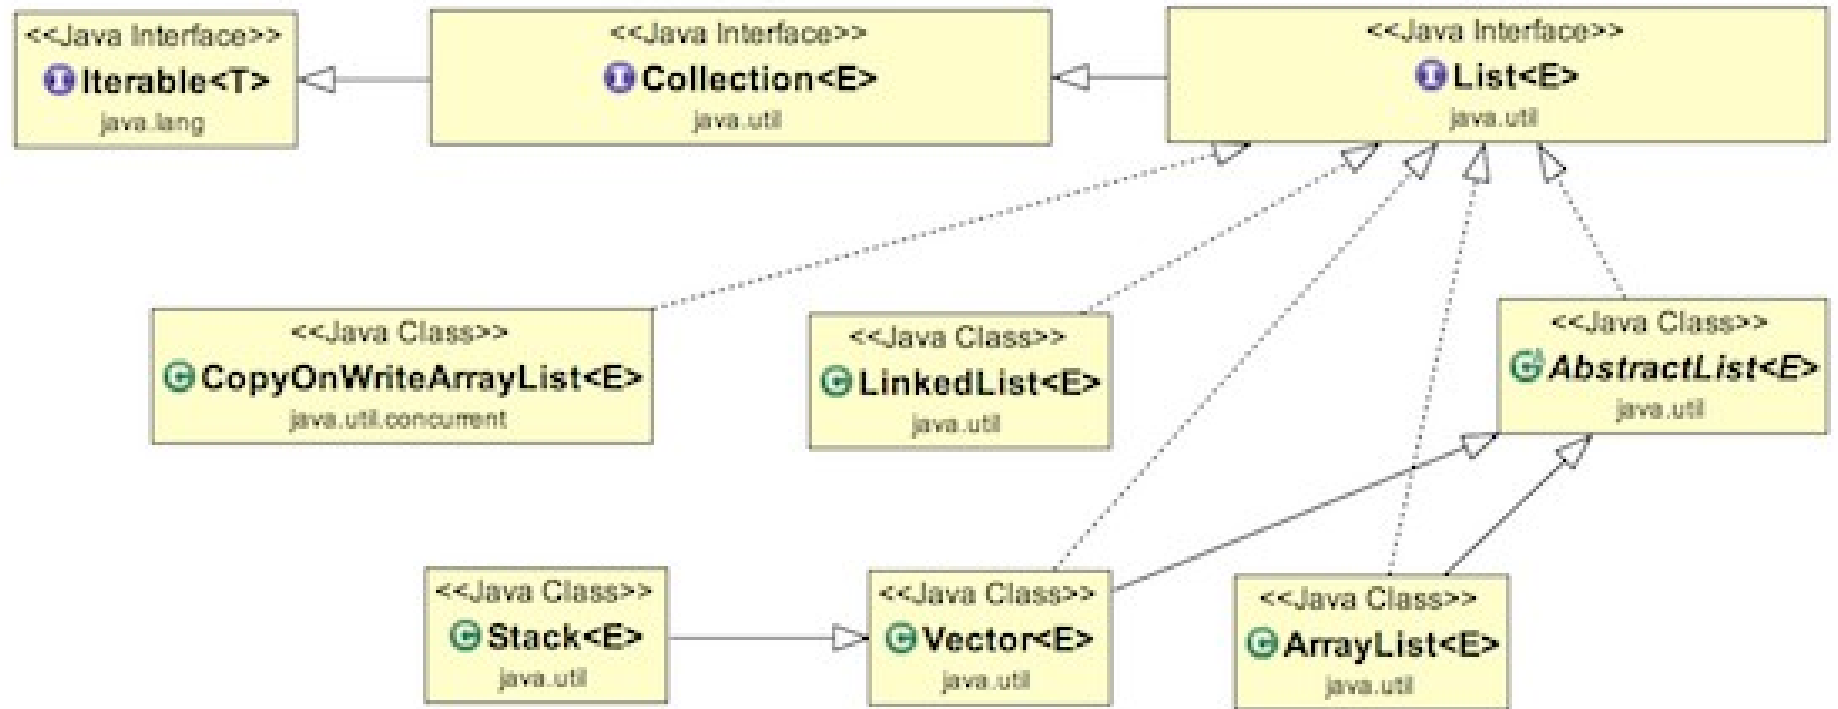 <<Java Interface>>
Iterable<T>
java.lang
<<Java Interface>>
Collection<E>
java.util
<<Java Interface>>
List<E>
java.util
<<Java Class>>
CopyOnWriteArrayList<E>
java.util.concurrent
<<Java Class>>
LinkedList<E>
java.util
<<Java Class>>
AbstractList<E>
java.util
<<Java Class>>
Stack<E>
java.util
<<Java Class>>
Vector<E>
java.util
<<Java Class>>
ArrayList<E>
java.util